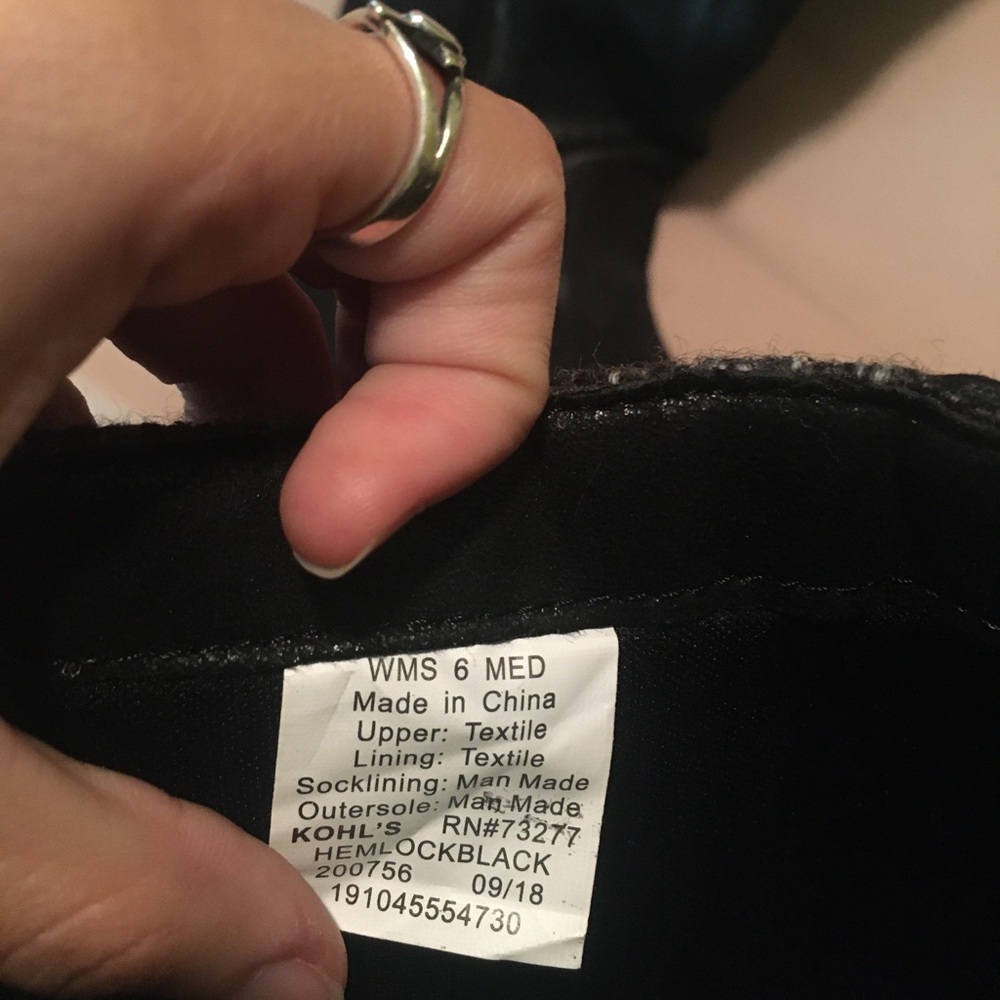 WMS 6 MED
Made in China
Upper: Textile
Lining: Textile
Socklining: Man Made
Outersole: Man Made
KOHL'S RN#73277
HEMLOCKBLACK
200756 09/18
191045554730